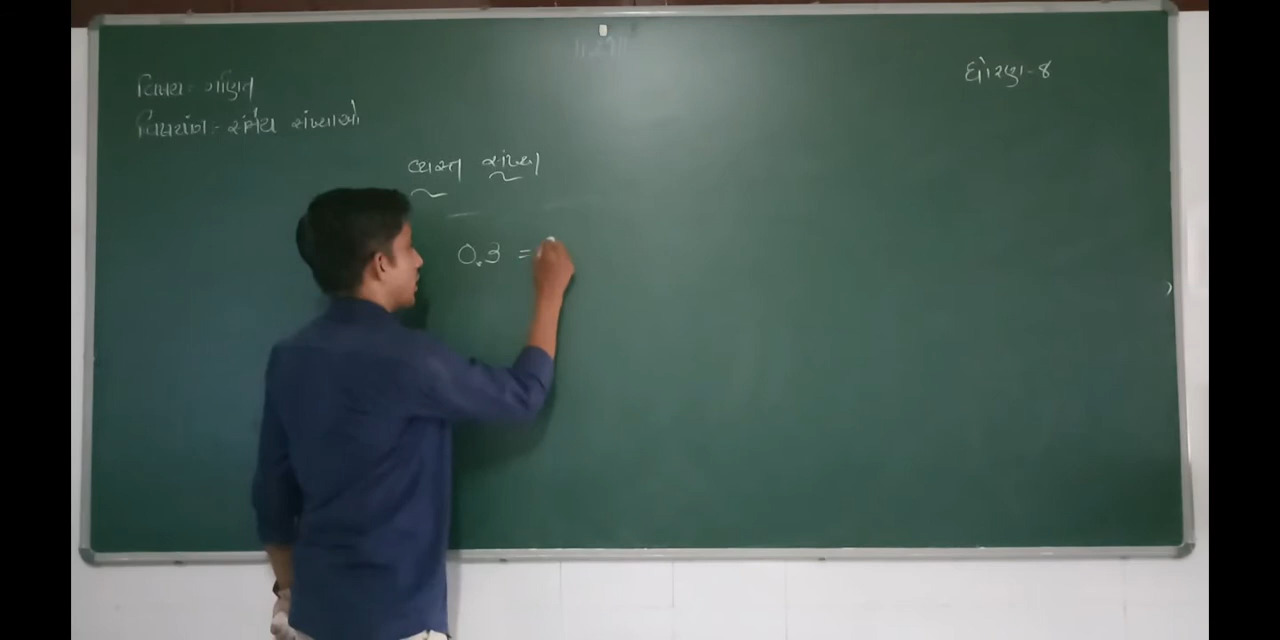 વિષય :- ગણિત
ધોરણ-8
વિષયાંગ :- સંમેય સંખ્યાઓ
વ્યસ્ત સંખ્યા
0.3 =